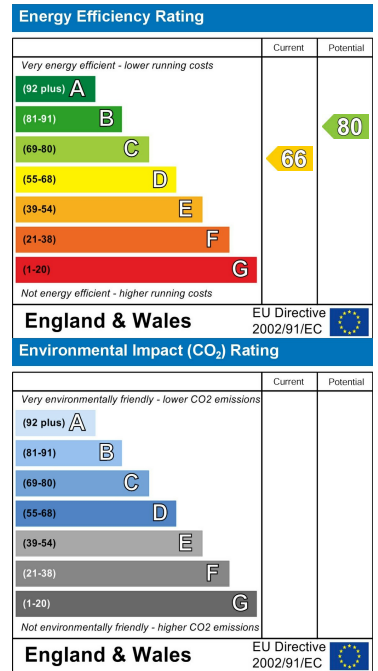 Energy Efficiency Rating
Current Potential
Very energy efficient - lower running costs
(92 plus) A
(81-91) B
(69-80) C
(55-68) D
(39-54) E
(21-38) F
(1-20) G
66
80
Not energy efficient - higher running costs
England & Wales
EU Directive
2002/91/EC
Environmental Impact (CO₂) Rating
Current Potential
Very environmentally friendly - lower CO2 emissions
(92 plus) A
(81-91) B
(69-80) C
(55-68) D
(39-54) E
(21-38) F
(1-20) G
Not environmentally friendly - higher CO2 emissions
England & Wales
EU Directive
2002/91/EC